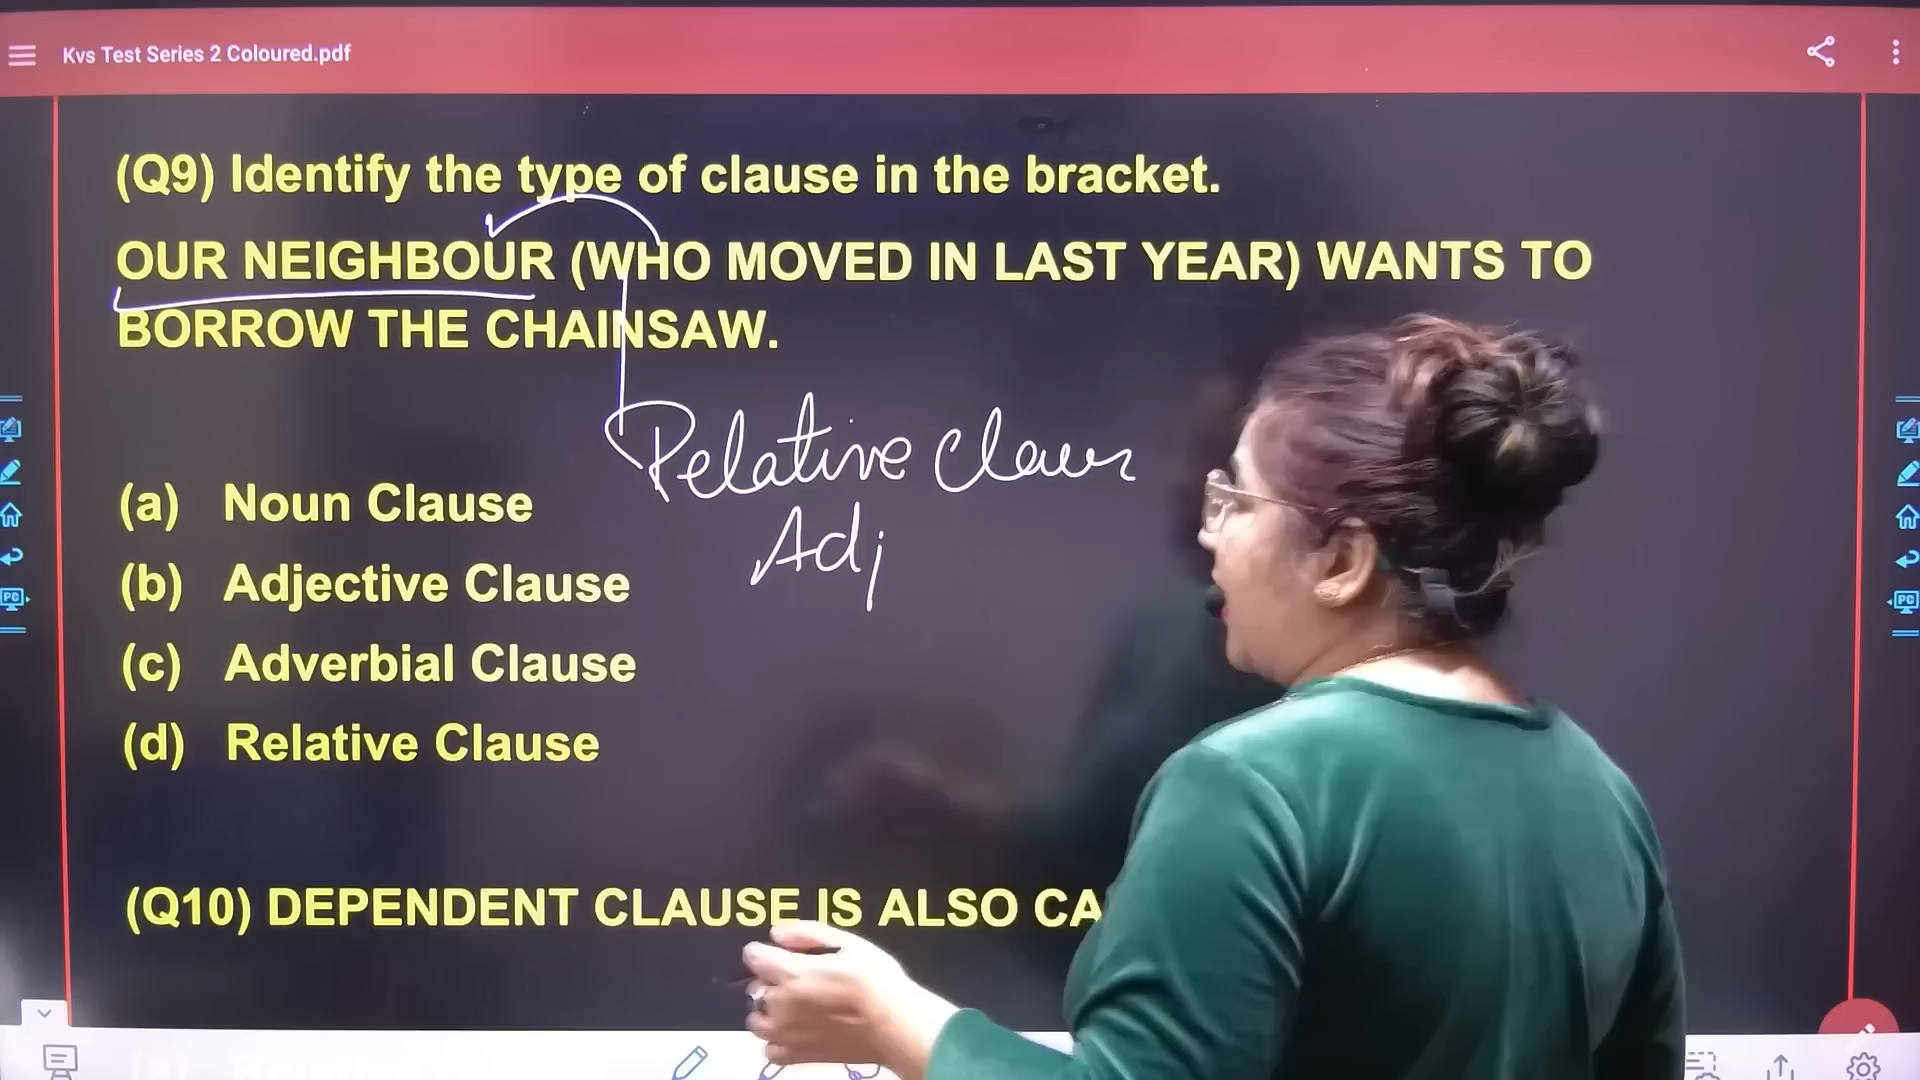 Kvs Test Series 2 Coloured.pdf
(Q9) Identify the type of clause in the bracket.
OUR NEIGHBOUR (WHO MOVED IN LAST YEAR) WANTS TO
BORROW THE CHAINSAW.
Relative Claus
Adj
(a) Noun Clause
(b) Adjective Clause
(c) Adverbial Clause
(d) Relative Clause
(Q10) DEPENDENT CLAUSE IS ALSO CA
PC
PC